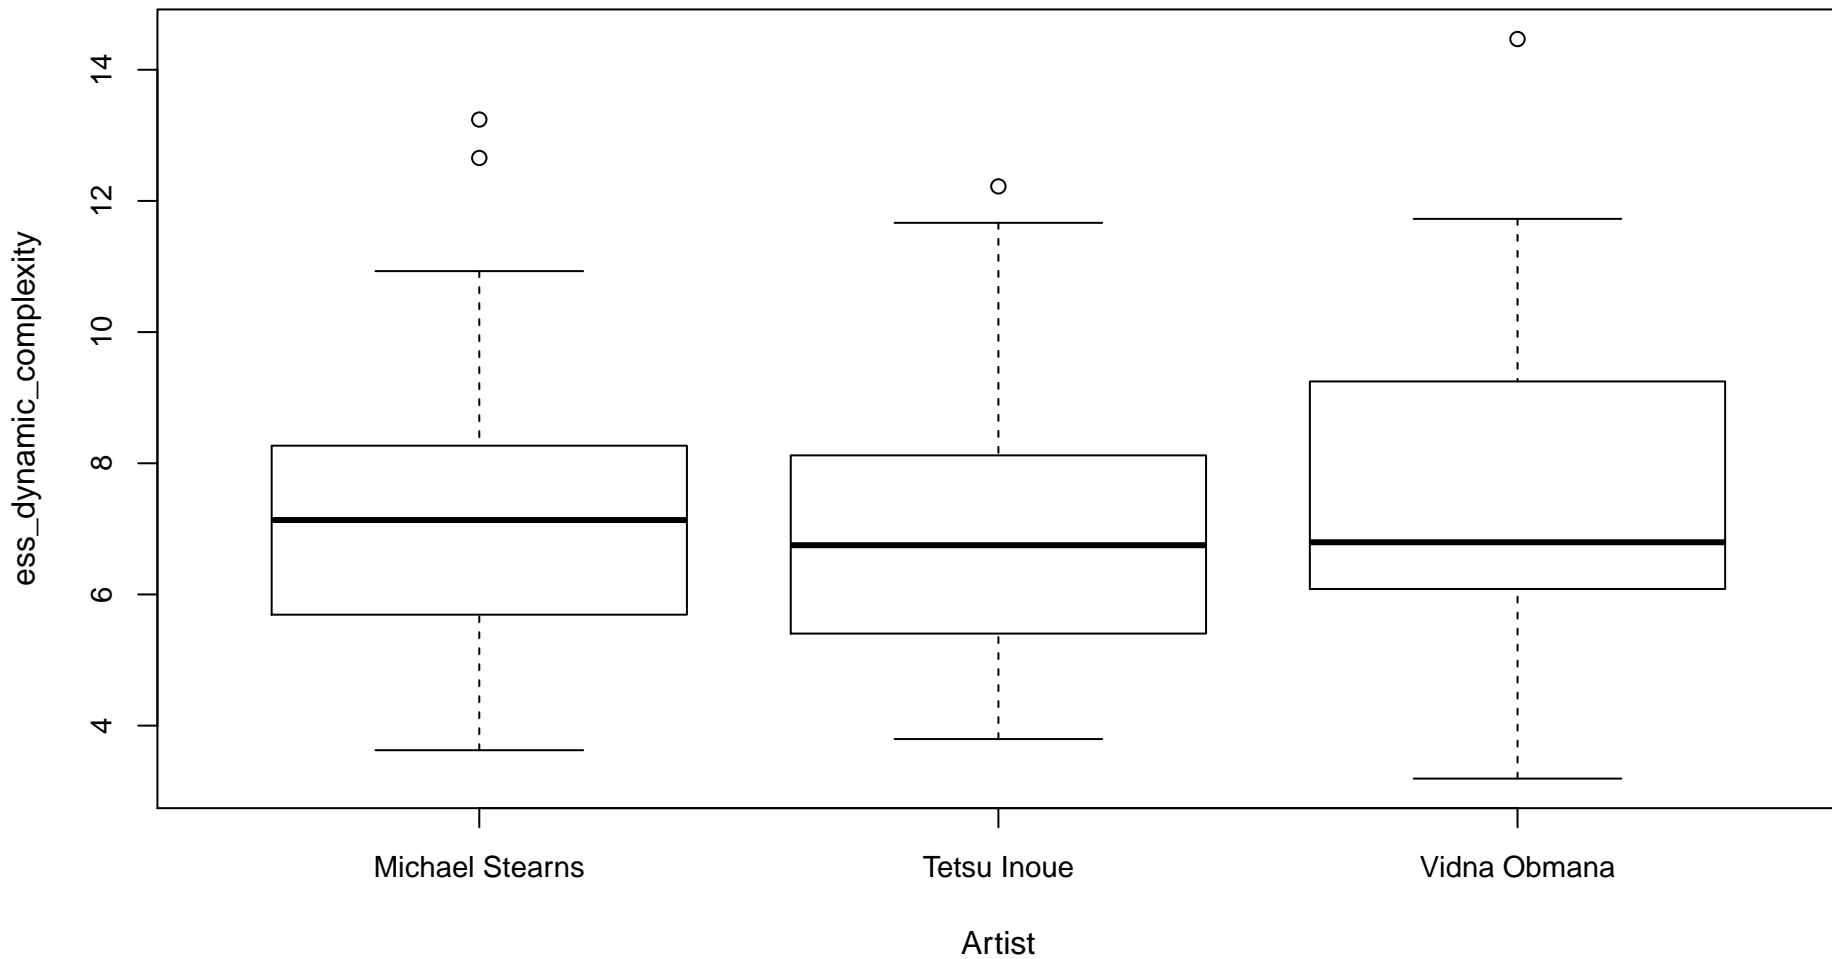 ess_dynamic_complexity
14
12
10
8
6
4
Michael Stearns
Tetsu Inoue
Vidna Obmana
Artist